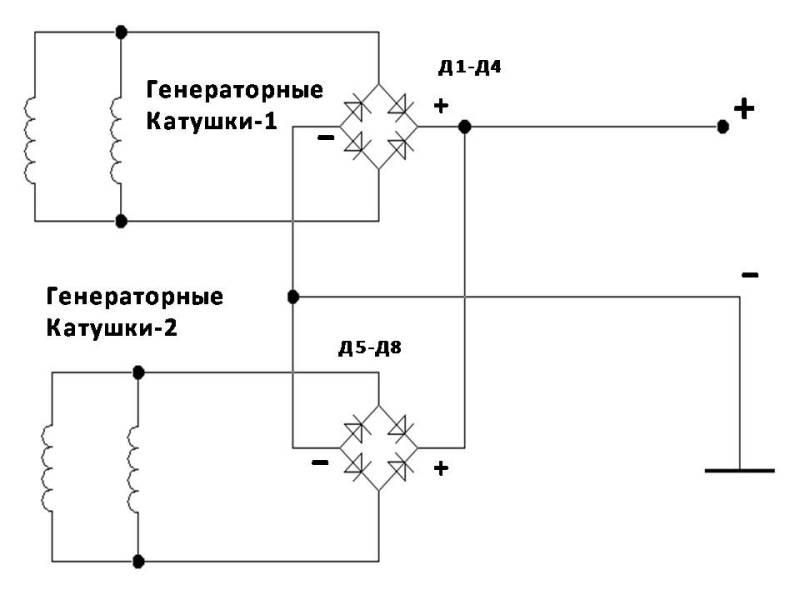 Д1-Д4
Генераторные
Катушки-1
+
+
-
-
Генераторные
Катушки-2
Д5-Д8
-
+